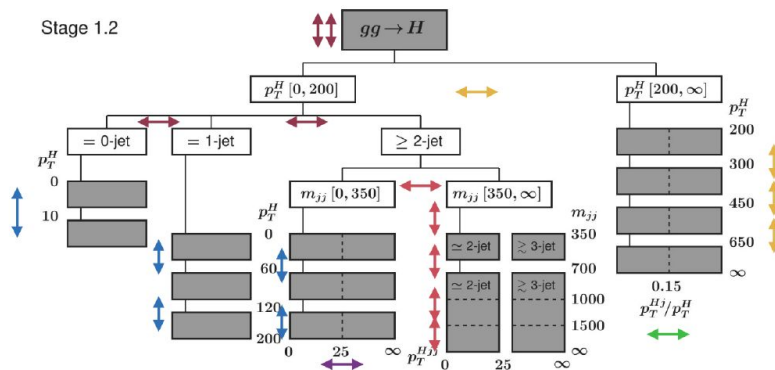 Stage 1.2
gg → H
p_T^H [0, 200]
p_T^H [200, ∞]
= 0-jet
= 1-jet
≥ 2-jet
p_T^H
0
10
m_jj [0, 350]
m_jj [350, ∞]
p_T^H
0
60
120
200
0
25
∞
m_jj
350
700
1000
1500
∞
≃ 2-jet
≳ 3-jet
≃ 2-jet
≳ 3-jet
p_T^Hjj
0
25
∞
p_T^H
200
300
450
650
∞
0.15
p_T^Hj/p_T^H